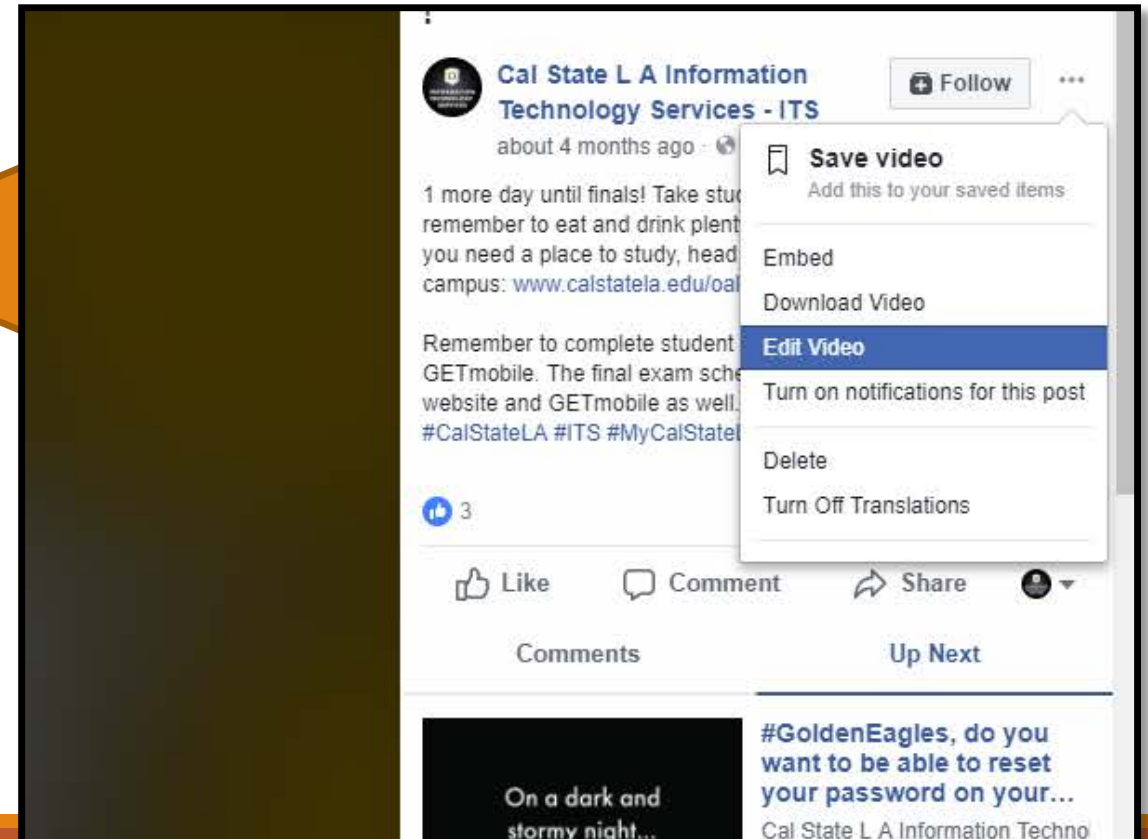 Cal State L A Information
Technology Services - ITS
Follow
about 4 months ago
1 more day until finals! Take
remember to eat and drink
you need a place to study, head
campus: www.calstatela.edu/oal
Remember to complete student
GETmobile. The final exam
website and GETmobile as well.
#CalStateLA #ITS
Save video
Add this to your saved items
Embed
Download Video
Edit Video
Turn on notifications for this post
Delete
Turn Off Translations
3
Like
Comment
Share
Comments
Up Next
On a dark and
stormy night...
#GoldenEagles, do you
want to be able to reset
your password on your...
Cal State L A Information Techno